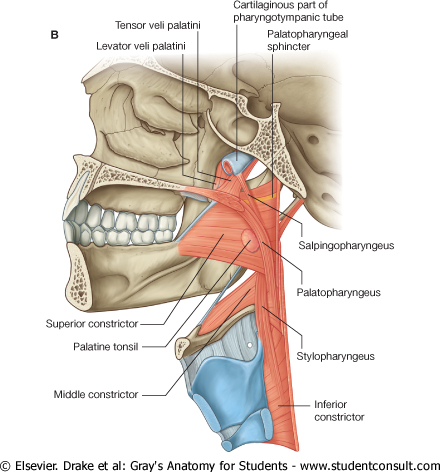 Cartilaginous part of
pharyngotympanic tube
Tensor veli palatini
Palatopharyngeal
sphincter
B
Levator veli palatini
Salpingopharyngeus
Palatopharyngeus
Superior constrictor
Palatine tonsil
Stylopharyngeus
Middle constrictor
Inferior
constrictor
© Elsevier. Drake et al: Gray's Anatomy for Students - www.studentconsult.com